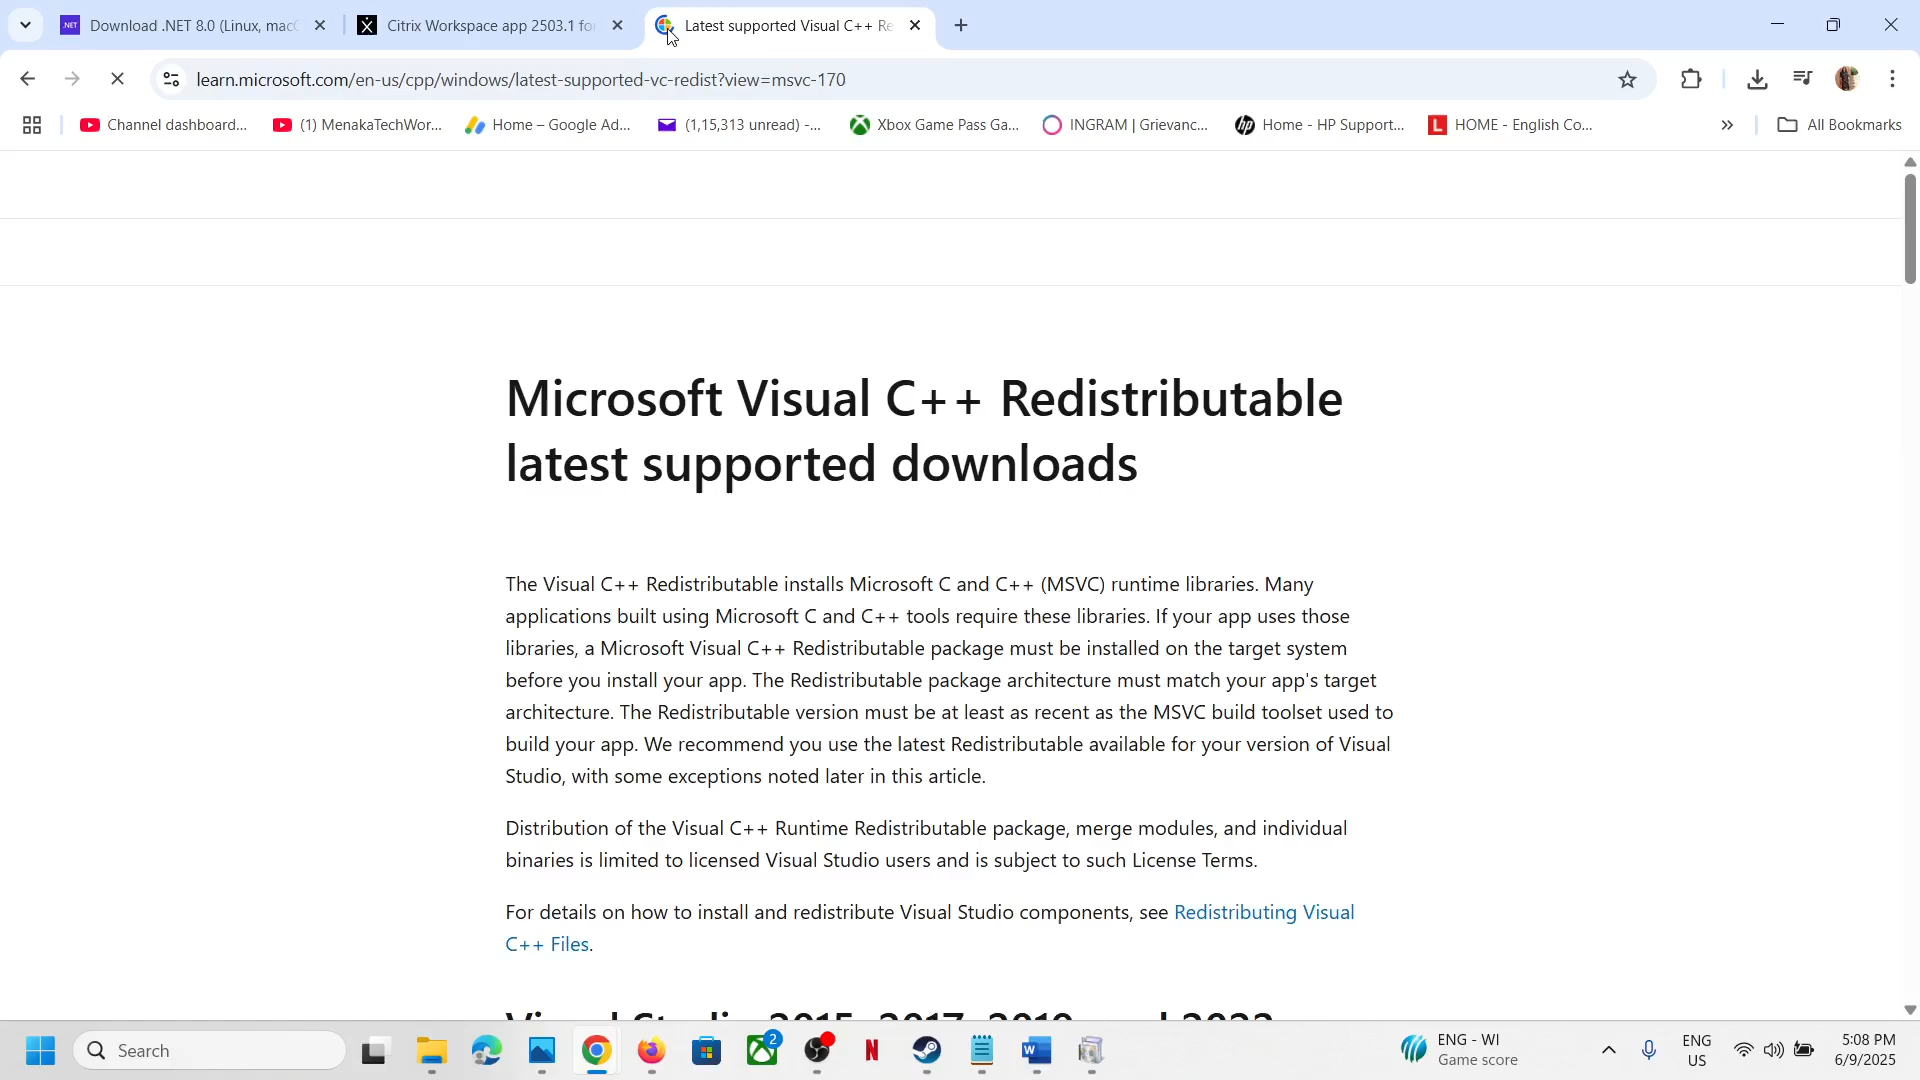 .NET Download .NET 8.0 (Linux, mac
Citrix Workspace app 2503.1 fo
Latest supported Visual C++ Re
learn.microsoft.com/en-us/cpp/windows/latest-supported-vc-redist?view=msvc-170
Channel dashboard...
(1) MenakaTechWor...
Home – Google Ad...
(1,15,313 unread) -...
Xbox Game Pass Ga...
INGRAM | Grievanc...
hp Home - HP Support...
L HOME - English Co...
All Bookmarks
Microsoft Visual C++ Redistributable
latest supported downloads
The Visual C++ Redistributable installs Microsoft C and C++ (MSVC) runtime libraries. Many
applications built using Microsoft C and C++ tools require these libraries. If your app uses those
libraries, a Microsoft Visual C++ Redistributable package must be installed on the target system
before you install your app. The Redistributable package architecture must match your app's target
architecture. The Redistributable version must be at least as recent as the MSVC build toolset used to
build your app. We recommend you use the latest Redistributable available for your version of Visual
Studio, with some exceptions noted later in this article.
Distribution of the Visual C++ Runtime Redistributable package, merge modules, and individual
binaries is limited to licensed Visual Studio users and is subject to such License Terms.
For details on how to install and redistribute Visual Studio components, see Redistributing Visual
C++ Files.
Visual Studio 2015, 2017, 2019, and 2022
Search
2
N
W
ENG - WI
Game score
ENG
US
5:08 PM
6/9/2025